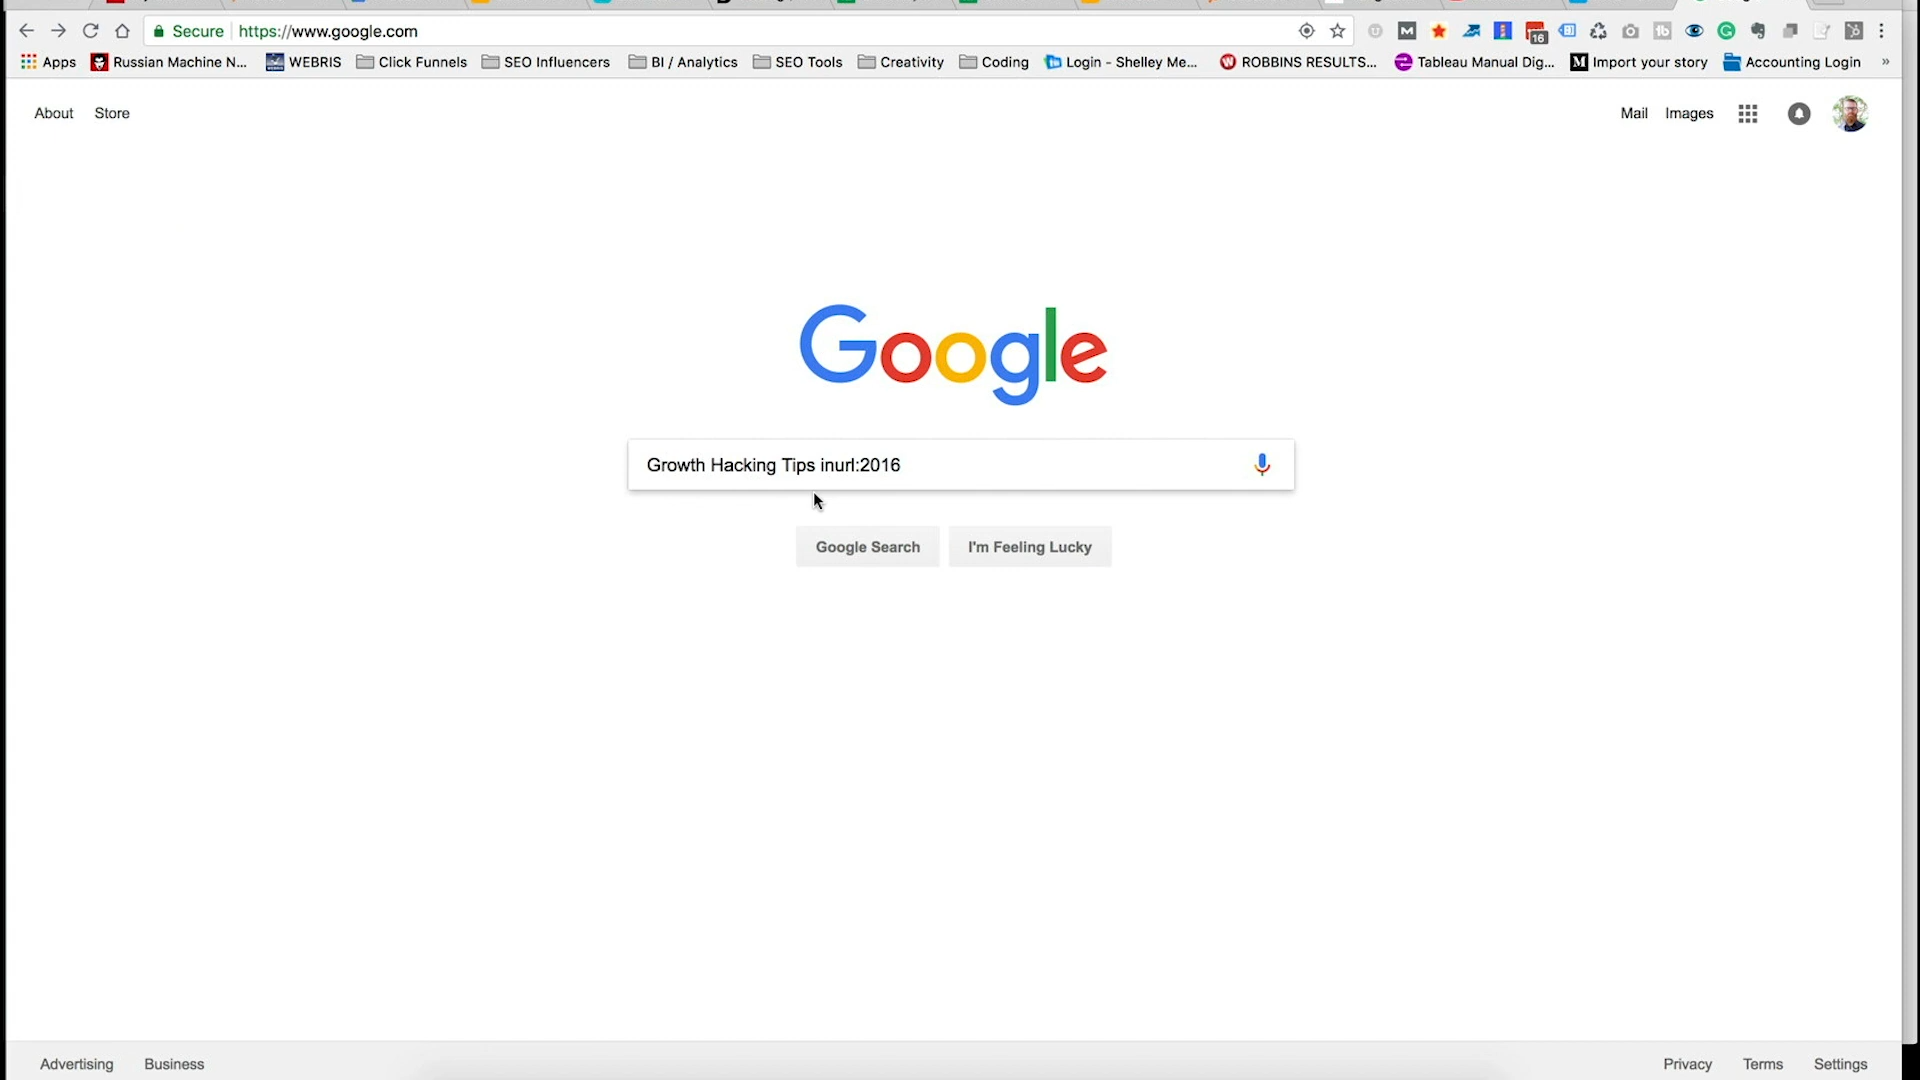 Secure https://www.google.com
16
Apps Russian Machine N... WEBRIS Click Funnels SEO Influencers BI / Analytics SEO Tools Creativity Coding Login - Shelley Me... ROBBINS RESULTS... Tableau Manual Dig... Import your story Accounting Login »
About Store Mail Images
Google
Growth Hacking Tips inurl:2016
Google Search I'm Feeling Lucky
Advertising Business Privacy Terms Settings